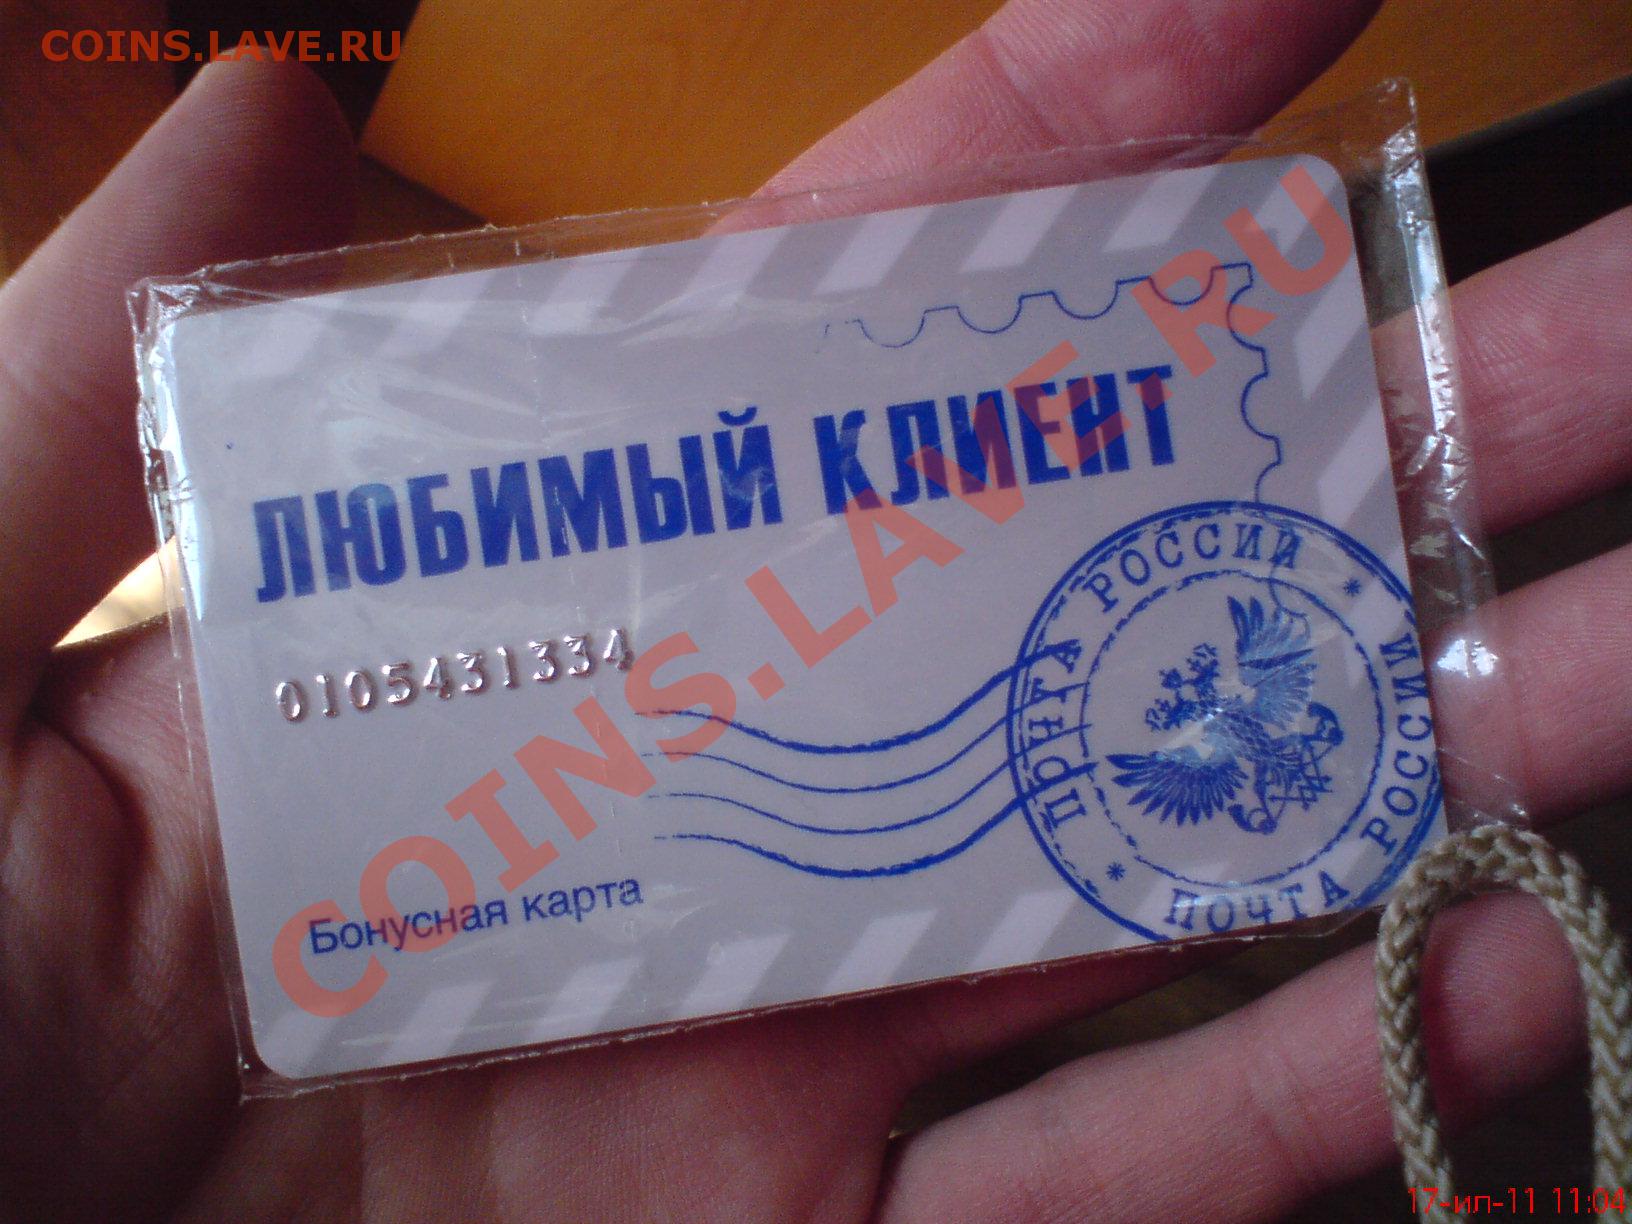 COINS.LAVE.RU
COINS.LAVE.RU
ЛЮБИМЫЙ КЛИЕНТ
0105431334
ПОЧТА РОССИИ * ПОЧТА РОССИИ *
Бонусная карта
17-ил-11 11:04